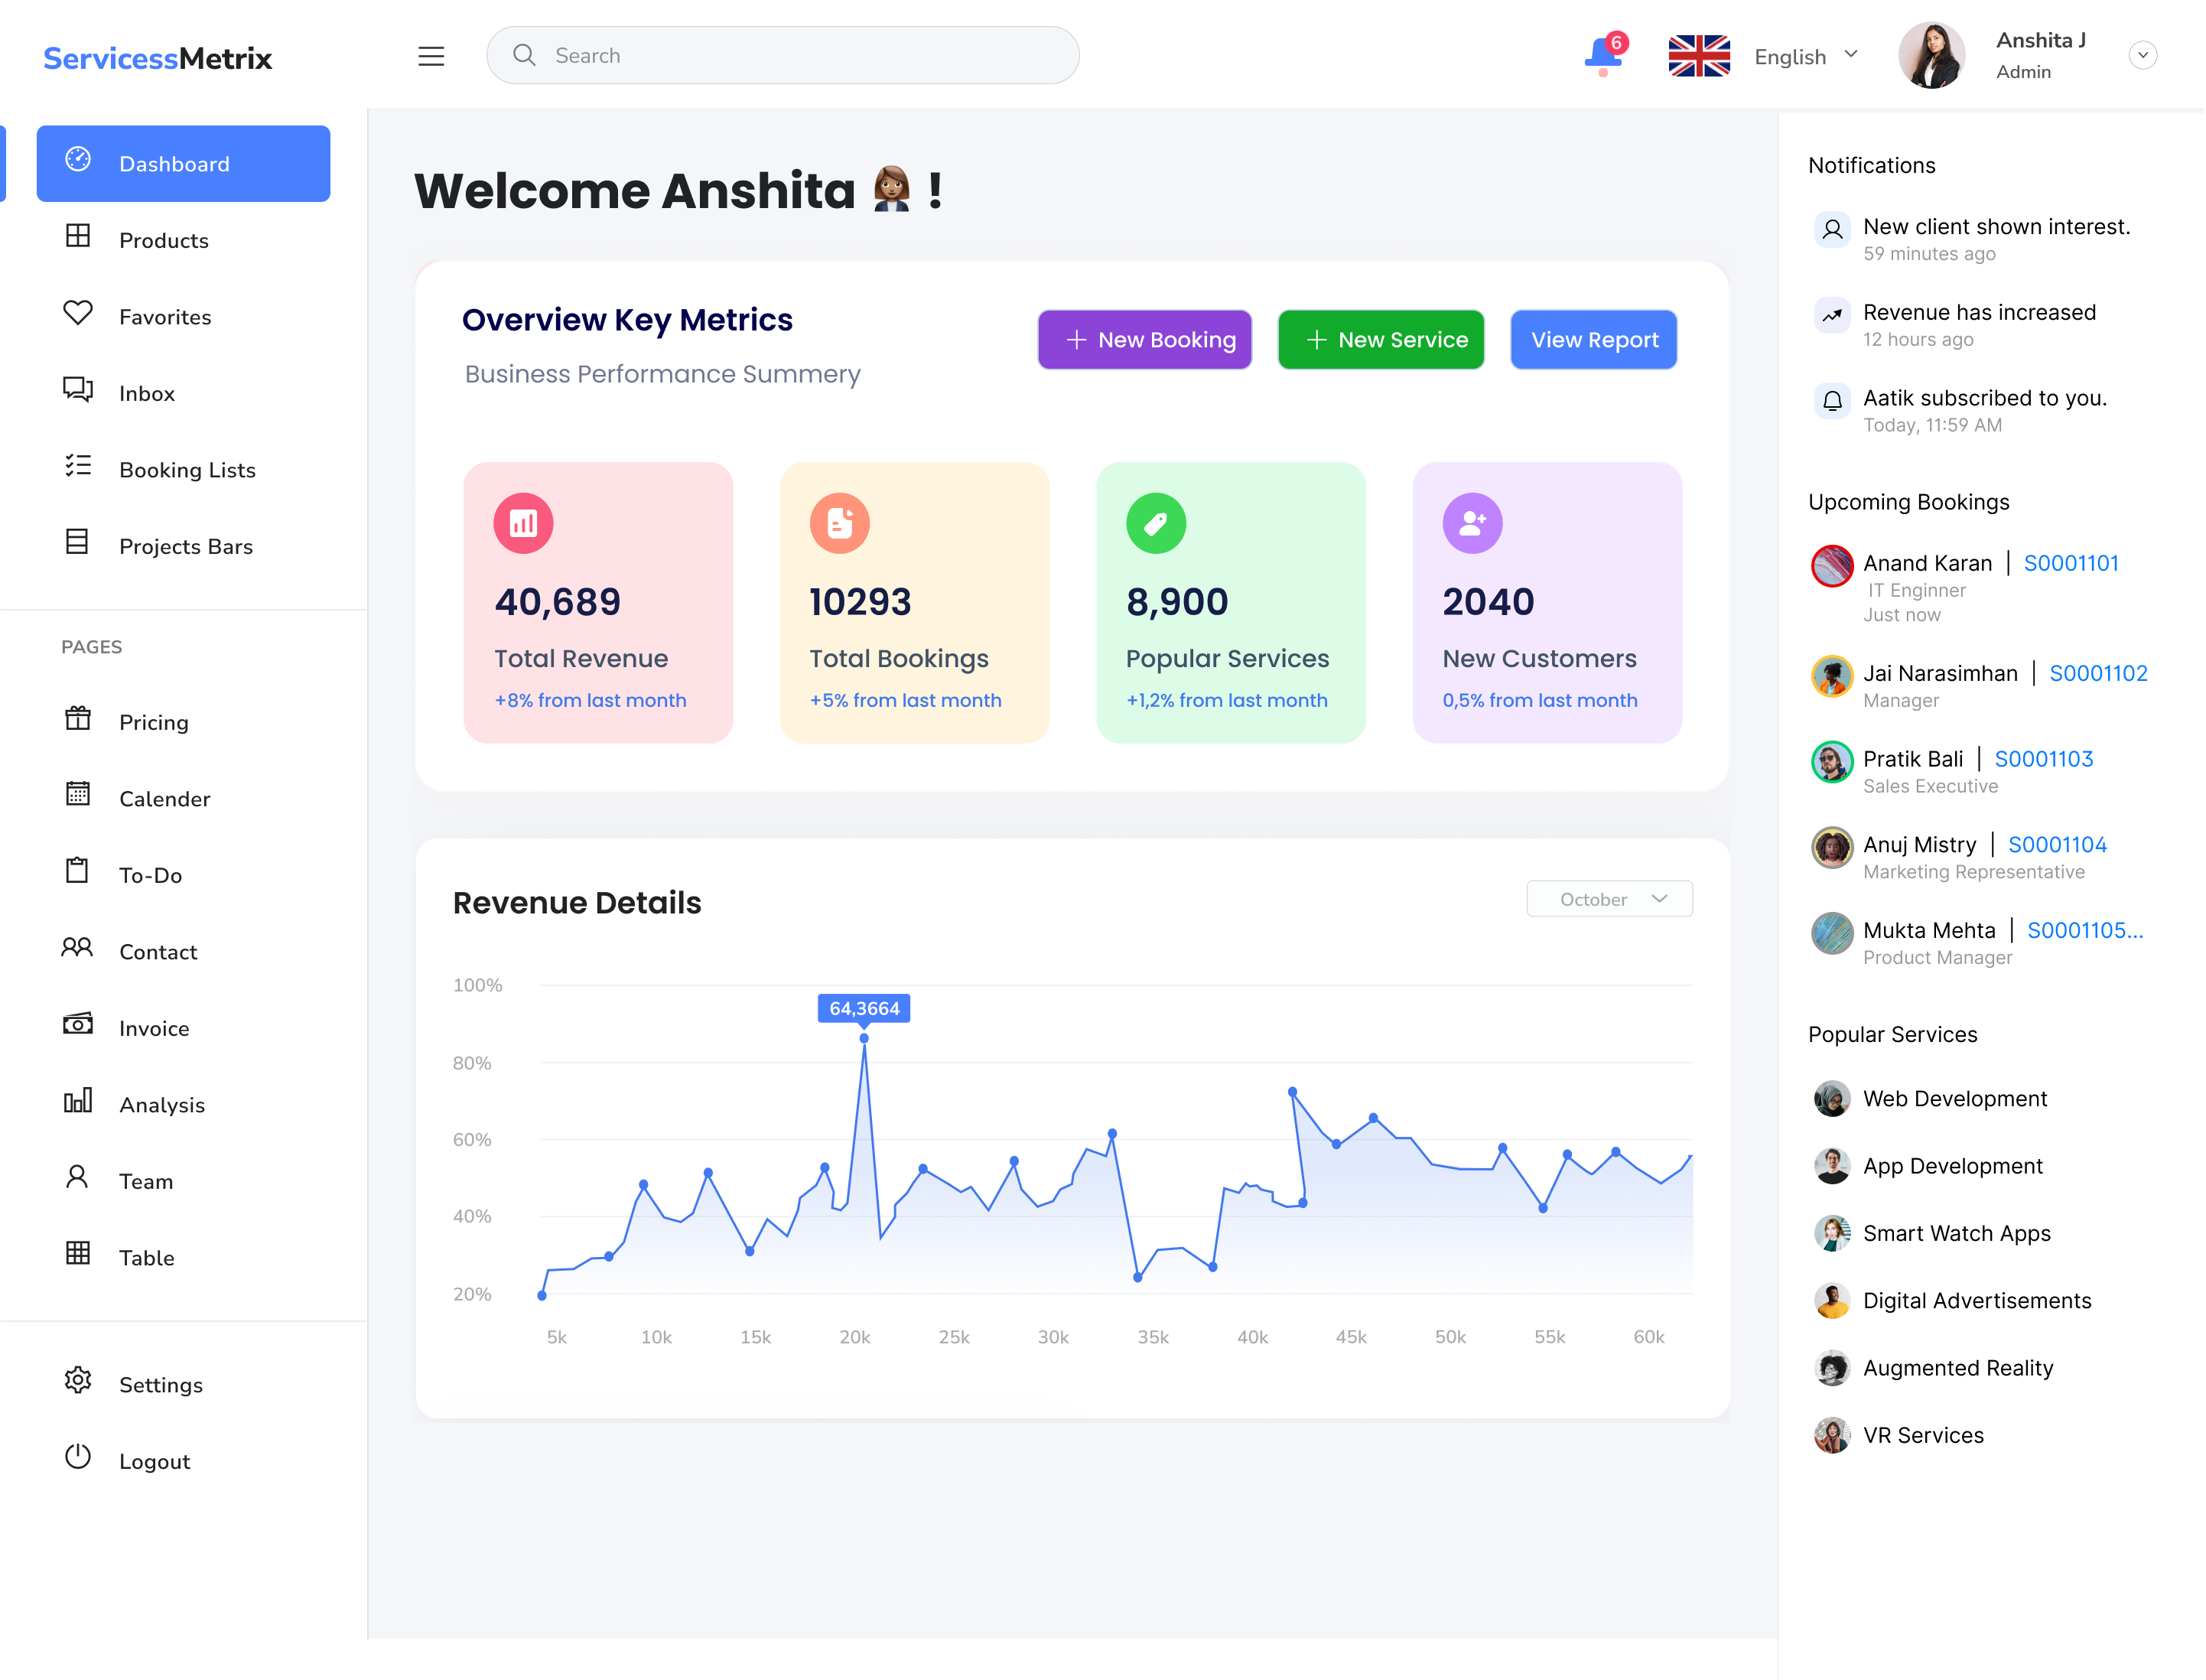 ServicessMetrix
Search
6
English
Anshita J
Admin
Dashboard
Products
Favorites
Inbox
Booking Lists
Projects Bars
PAGES
Pricing
Calender
To-Do
Contact
Invoice
Analysis
Team
Table
Settings
Logout
Welcome Anshita 👩🏽‍💼 !
Overview Key Metrics
Business Performance Summery
New Booking
New Service
View Report
40,689
Total Revenue
+8% from last month
10293
Total Bookings
+5% from last month
8,900
Popular Services
+1,2% from last month
2040
New Customers
0,5% from last month
Revenue Details
October
100%
80%
60%
40%
20%
64,3664
5k 10k 15k 20k 25k 30k 35k 40k 45k 50k 55k 60k
Notifications
New client shown interest.
59 minutes ago
Revenue has increased
12 hours ago
Aatik subscribed to you.
Today, 11:59 AM
Upcoming Bookings
Anand Karan | S0001101
IT Enginner
Just now
Jai Narasimhan | S0001102
Manager
Pratik Bali | S0001103
Sales Executive
Anuj Mistry | S0001104
Marketing Representative
Mukta Mehta | S0001105...
Product Manager
Popular Services
Web Development
App Development
Smart Watch Apps
Digital Advertisements
Augmented Reality
VR Services